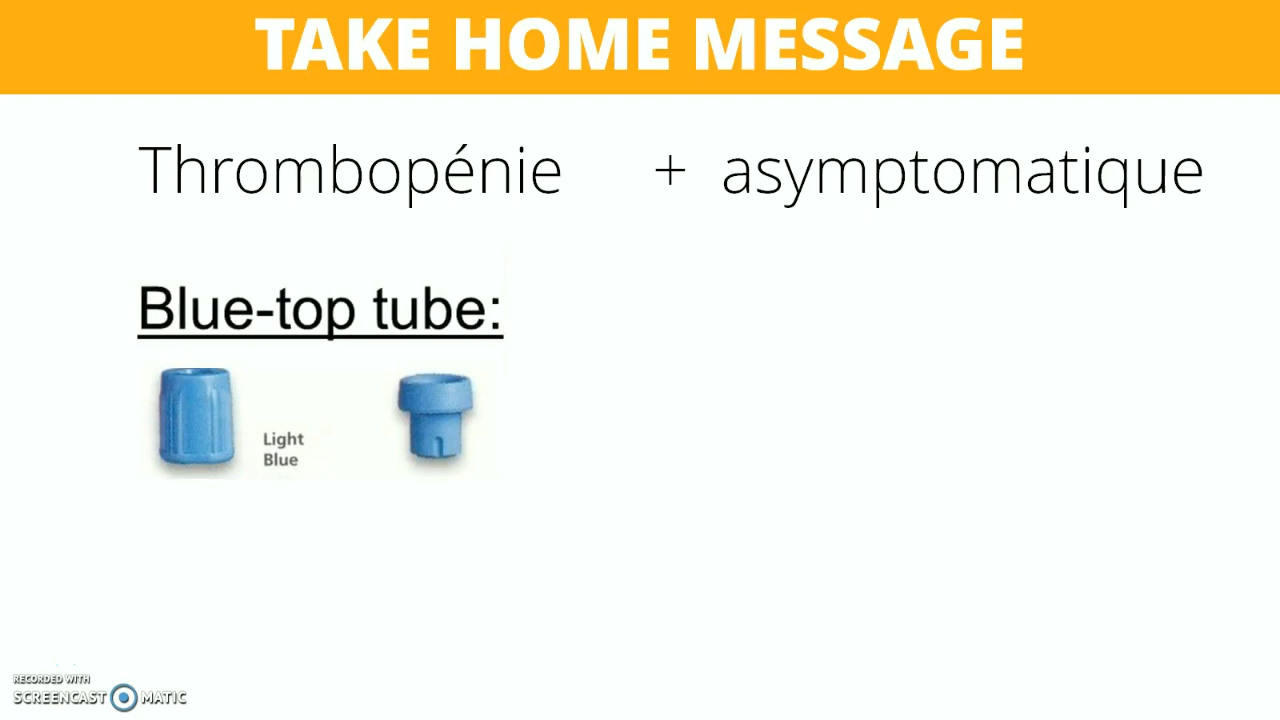 TAKE HOME MESSAGE
Thrombopénie + asymptomatique
Blue-top tube:
Light
Blue
RECORDED WITH
SCREENCAST MATIC